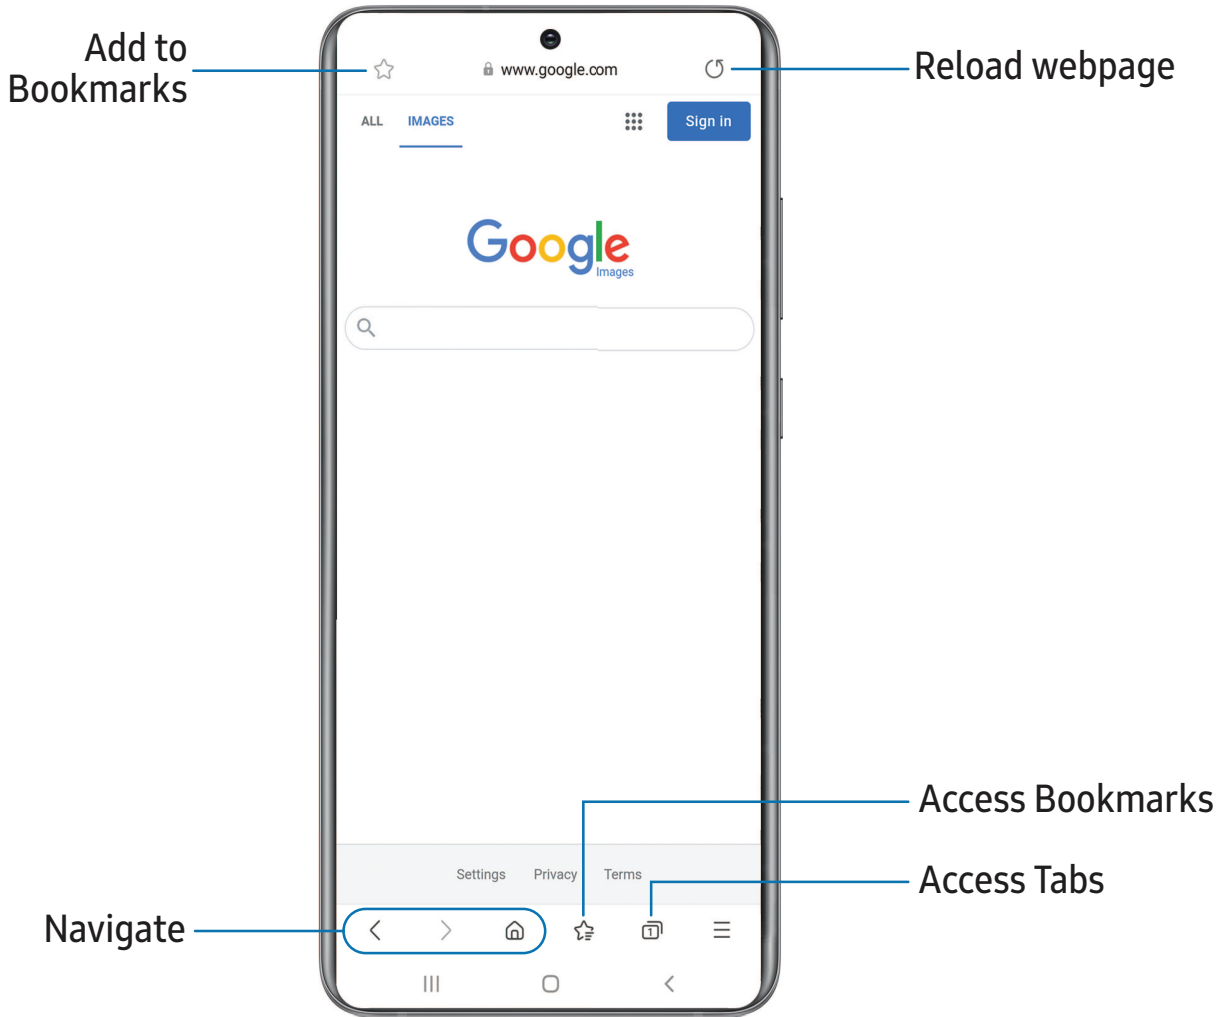 Add to
Bookmarks
www.google.com
Reload webpage
ALL IMAGES Sign in
Google
Images
Access Bookmarks
Settings Privacy Terms
Access Tabs
Navigate
1